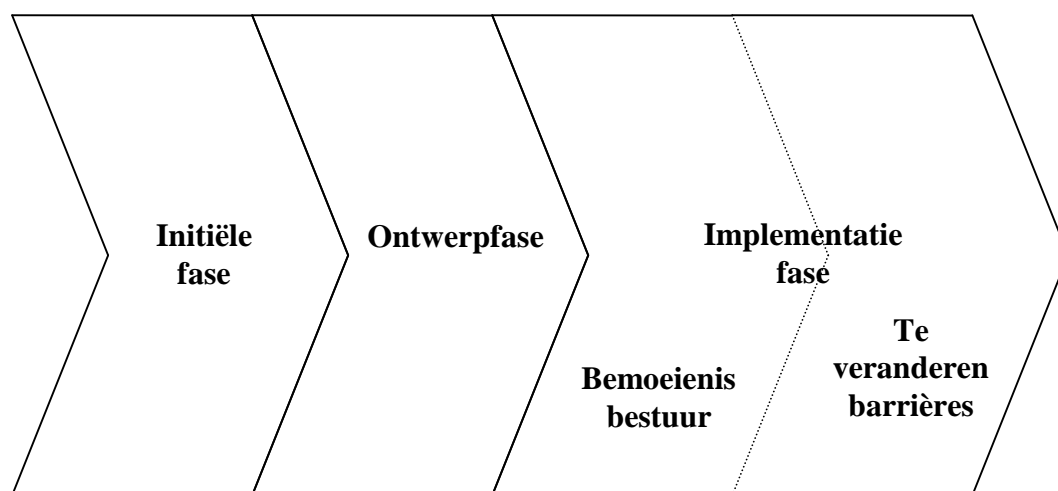 Initiële
fase
Ontwerpfase
Implementatie
fase
Bemoeienis
bestuur
Te
veranderen
barrières